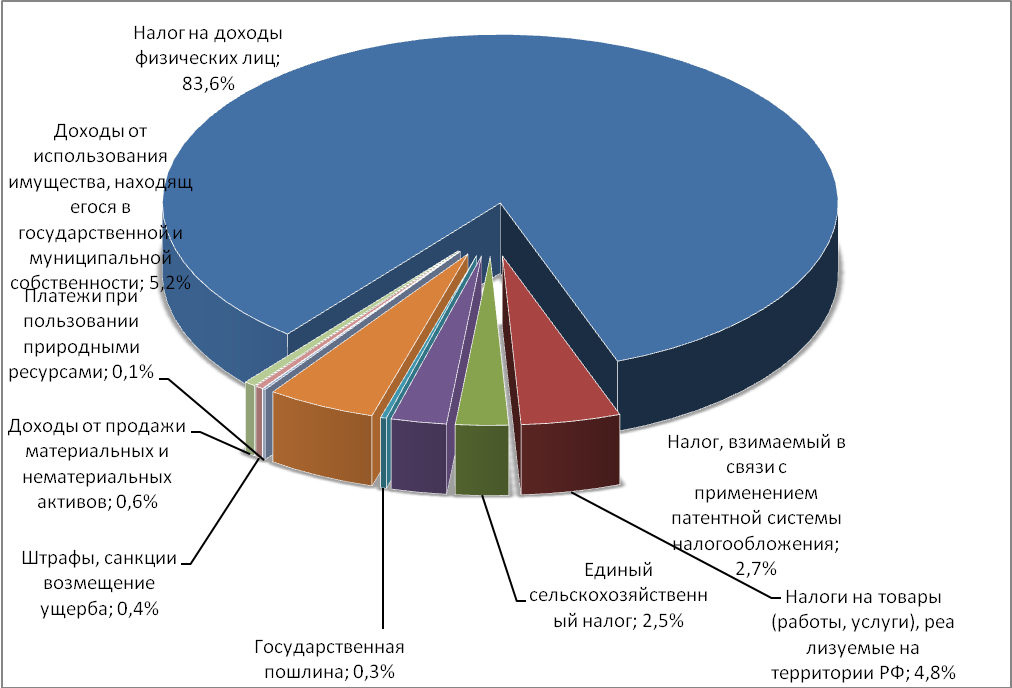 Налог на доходы
физических лиц;
83,6%
Доходы от
использования
имущества, находящ
егося в
государственной и
муниципальной
собственности; 5,2%
Платежи при
пользовании
природными
ресурсами; 0,1%
Доходы от продажи
материальных и
нематериальных
активов; 0,6%
Штрафы, санкции
возмещение
ущерба; 0,4%
Государственная
пошлина; 0,3%
Единый
сельскохозяйственн
ый налог; 2,5%
Налог, взимаемый в
связи с
применением
патентной системы
налогообложения;
2,7%
Налоги на товары
(работы, услуги), реа
лизуемые на
территории РФ; 4,8%